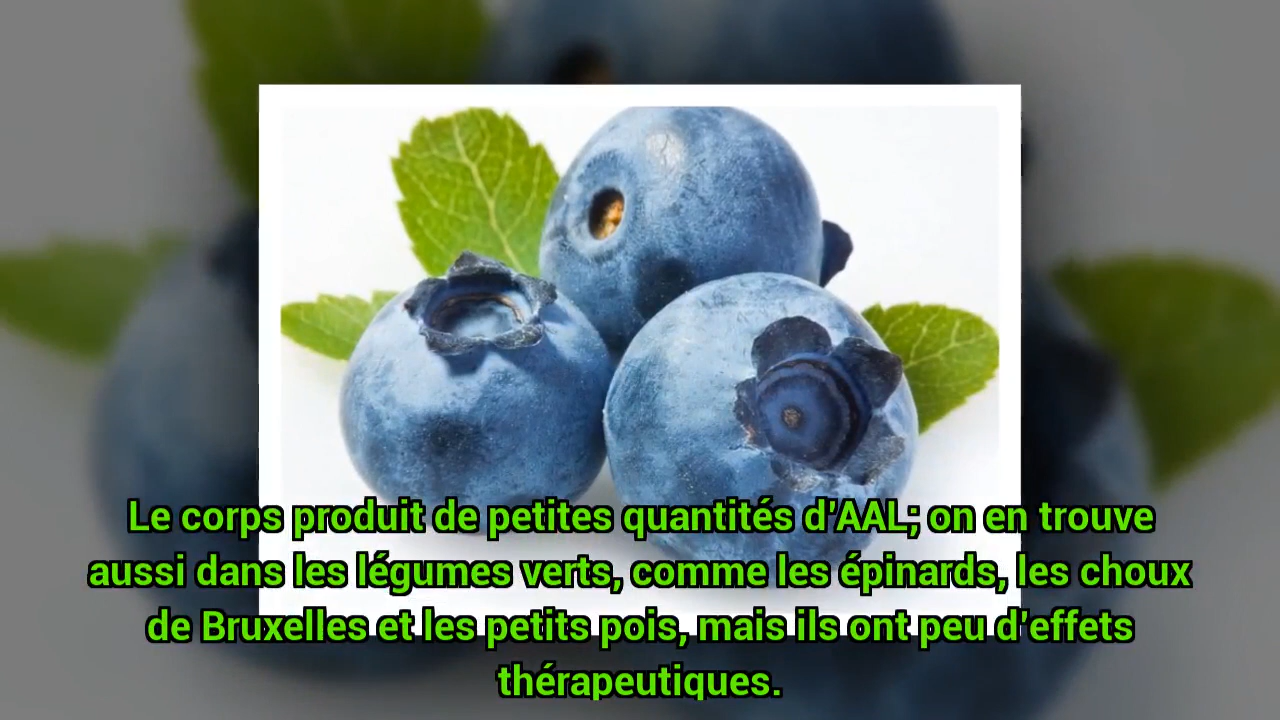 Le corps produit de petites quantités d'AAL; on en trouve
aussi dans les légumes verts, comme les épinards, les choux
de Bruxelles et les petits pois, mais ils ont peu d'effets
thérapeutiques.